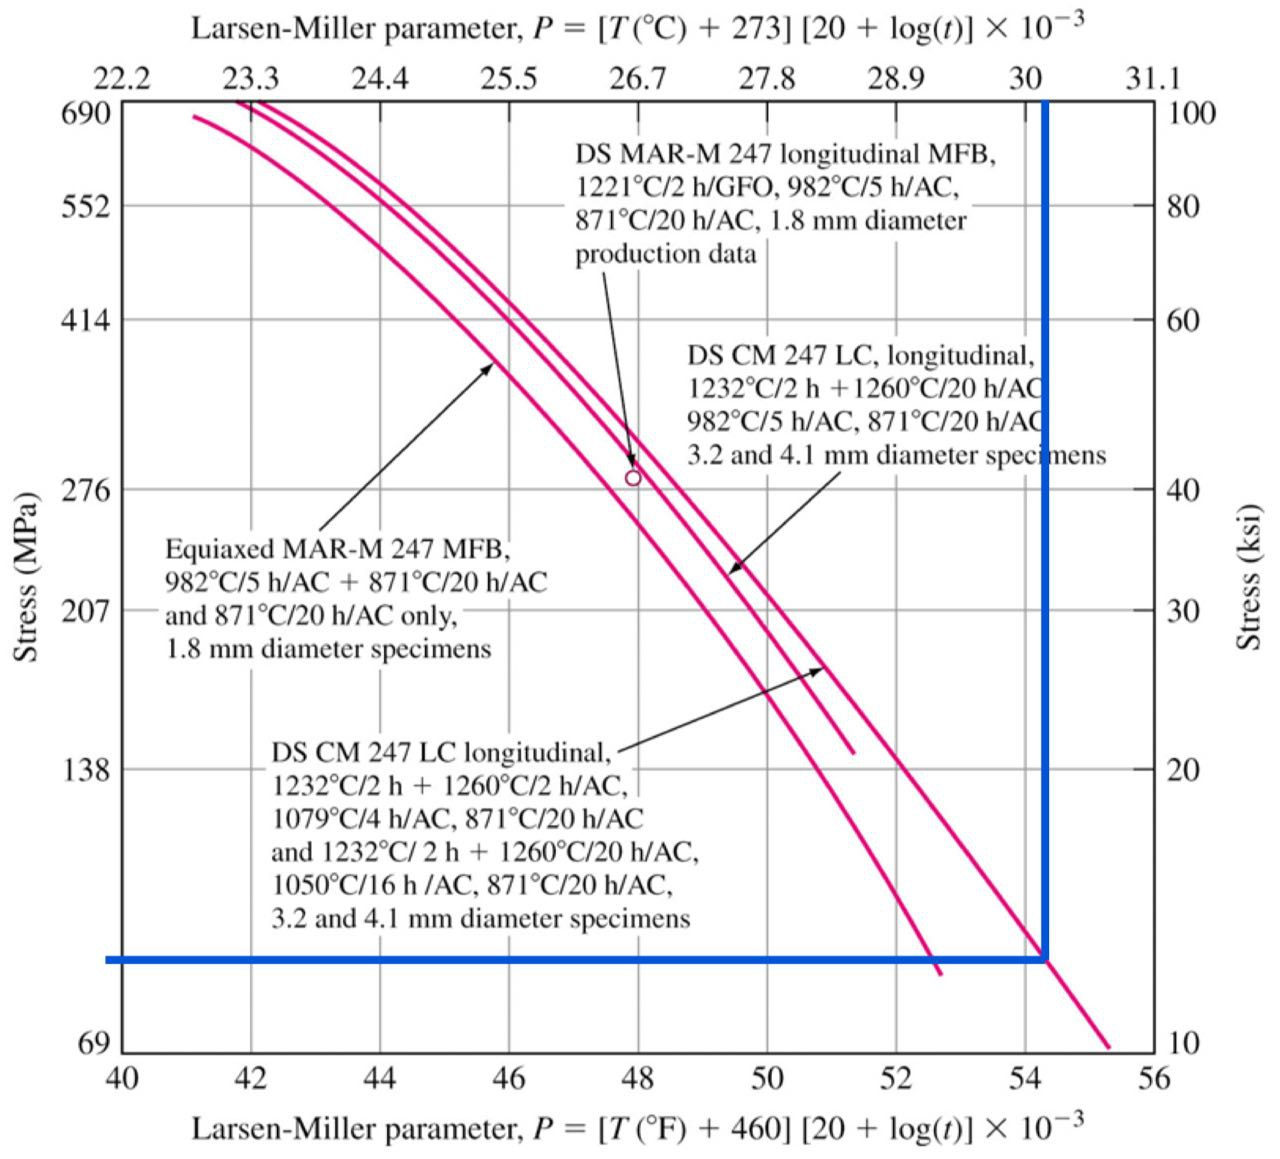 Larsen-Miller parameter, P = [T(°C) + 273] [20 + log(t)] × 10⁻³
22.2 23.3 24.4 25.5 26.7 27.8 28.9 30 31.1
690
552
414
276
207
138
69
Stress (MPa)
100
80
60
40
30
20
10
Stress (ksi)
DS MAR-M 247 longitudinal MFB,
1221°C/2 h/GFO, 982°C/5 h/AC,
871°C/20 h/AC, 1.8 mm diameter
production data
DS CM 247 LC, longitudinal,
1232°C/2 h +1260°C/20 h/AC
982°C/5 h/AC, 871°C/20 h/AC
3.2 and 4.1 mm diameter specimens
Equiaxed MAR-M 247 MFB,
982°C/5 h/AC + 871°C/20 h/AC
and 871°C/20 h/AC only,
1.8 mm diameter specimens
DS CM 247 LC longitudinal,
1232°C/2 h + 1260°C/2 h/AC,
1079°C/4 h/AC, 871°C/20 h/AC
and 1232°C/ 2 h + 1260°C/20 h/AC,
1050°C/16 h /AC, 871°C/20 h/AC,
3.2 and 4.1 mm diameter specimens
40 42 44 46 48 50 52 54 56
Larsen-Miller parameter, P = [T (°F) + 460] [20 + log(t)] × 10⁻³